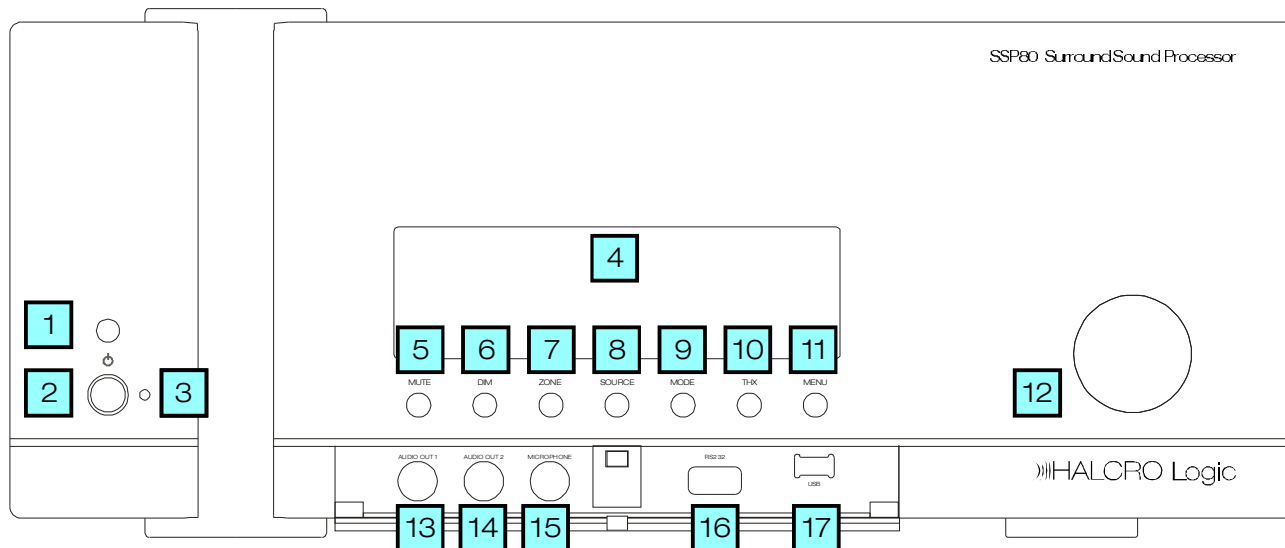 SSP80 Surround Sound Processor
4
1
5 6 7 8 9 10 11
MUTE DIM ZONE SOURCE MODE THX MENU
2 3 12
AUDIO OUT 1 AUDIO OUT 2 MICROPHONE RS232
USB
HALCRO Logic
13 14 15 16 17